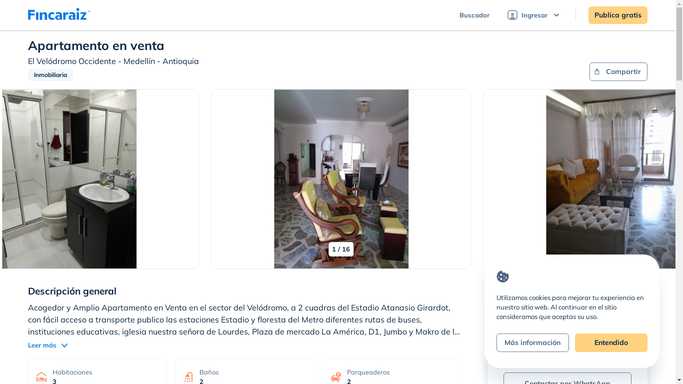 Fincaraiz
Buscador
Ingresar
Publica gratis
Apartamento en venta
El Velódromo Occidente - Medellín - Antioquia
Inmobiliaria
Compartir
1 / 16
Descripción general
Acogedor y Amplio Apartamento en Venta en el sector del Velódromo, a 2 cuadras del Estadio Atanasio Girardot,
con fácil acceso a transporte publico las estaciones Estadio y floresta del Metro diferentes rutas de buses,
instituciones educativas, iglesia nuestra señora de Lourdes, Plaza de mercado La América, D1, Jumbo y Makro de l...
Leer más
Habitaciones
3
Baños
2
Parqueaderos
2
Utilizamos cookies para mejorar tu experiencia en
nuestro sitio web. Al continuar en el sitio
consideramos que aceptas su uso.
Más información
Entendido
Contactar por WhatsApp